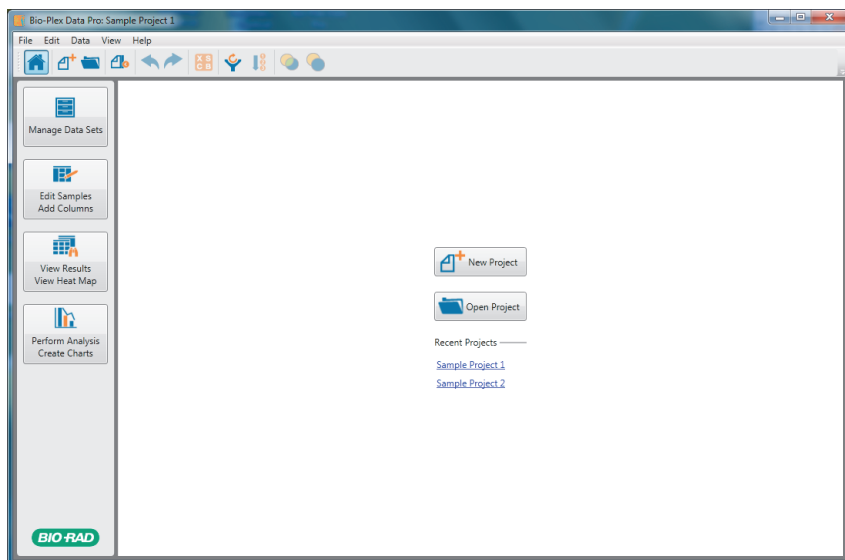 Bio-Plex Data Pro: Sample Project 1
File Edit Data View Help
Manage Data Sets
Edit Samples
Add Columns
View Results
View Heat Map
Perform Analysis
Create Charts
New Project
Open Project
Recent Projects
Sample Project 1
Sample Project 2
BIO-RAD